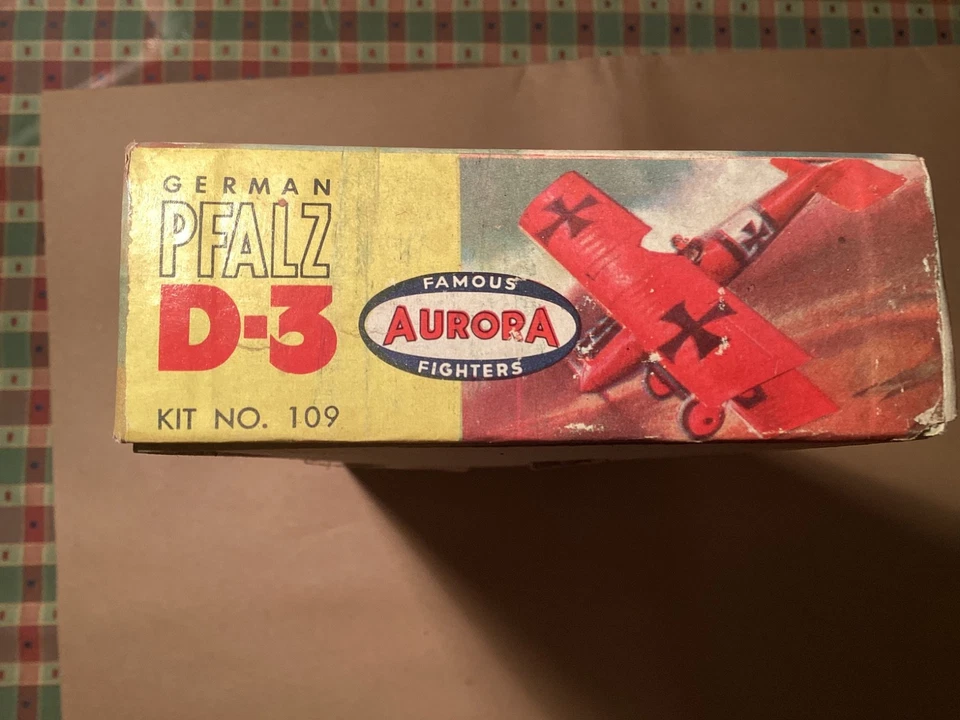 GERMAN
PFALZ
D-3
KIT NO. 109
FAMOUS
AURORA
FIGHTERS